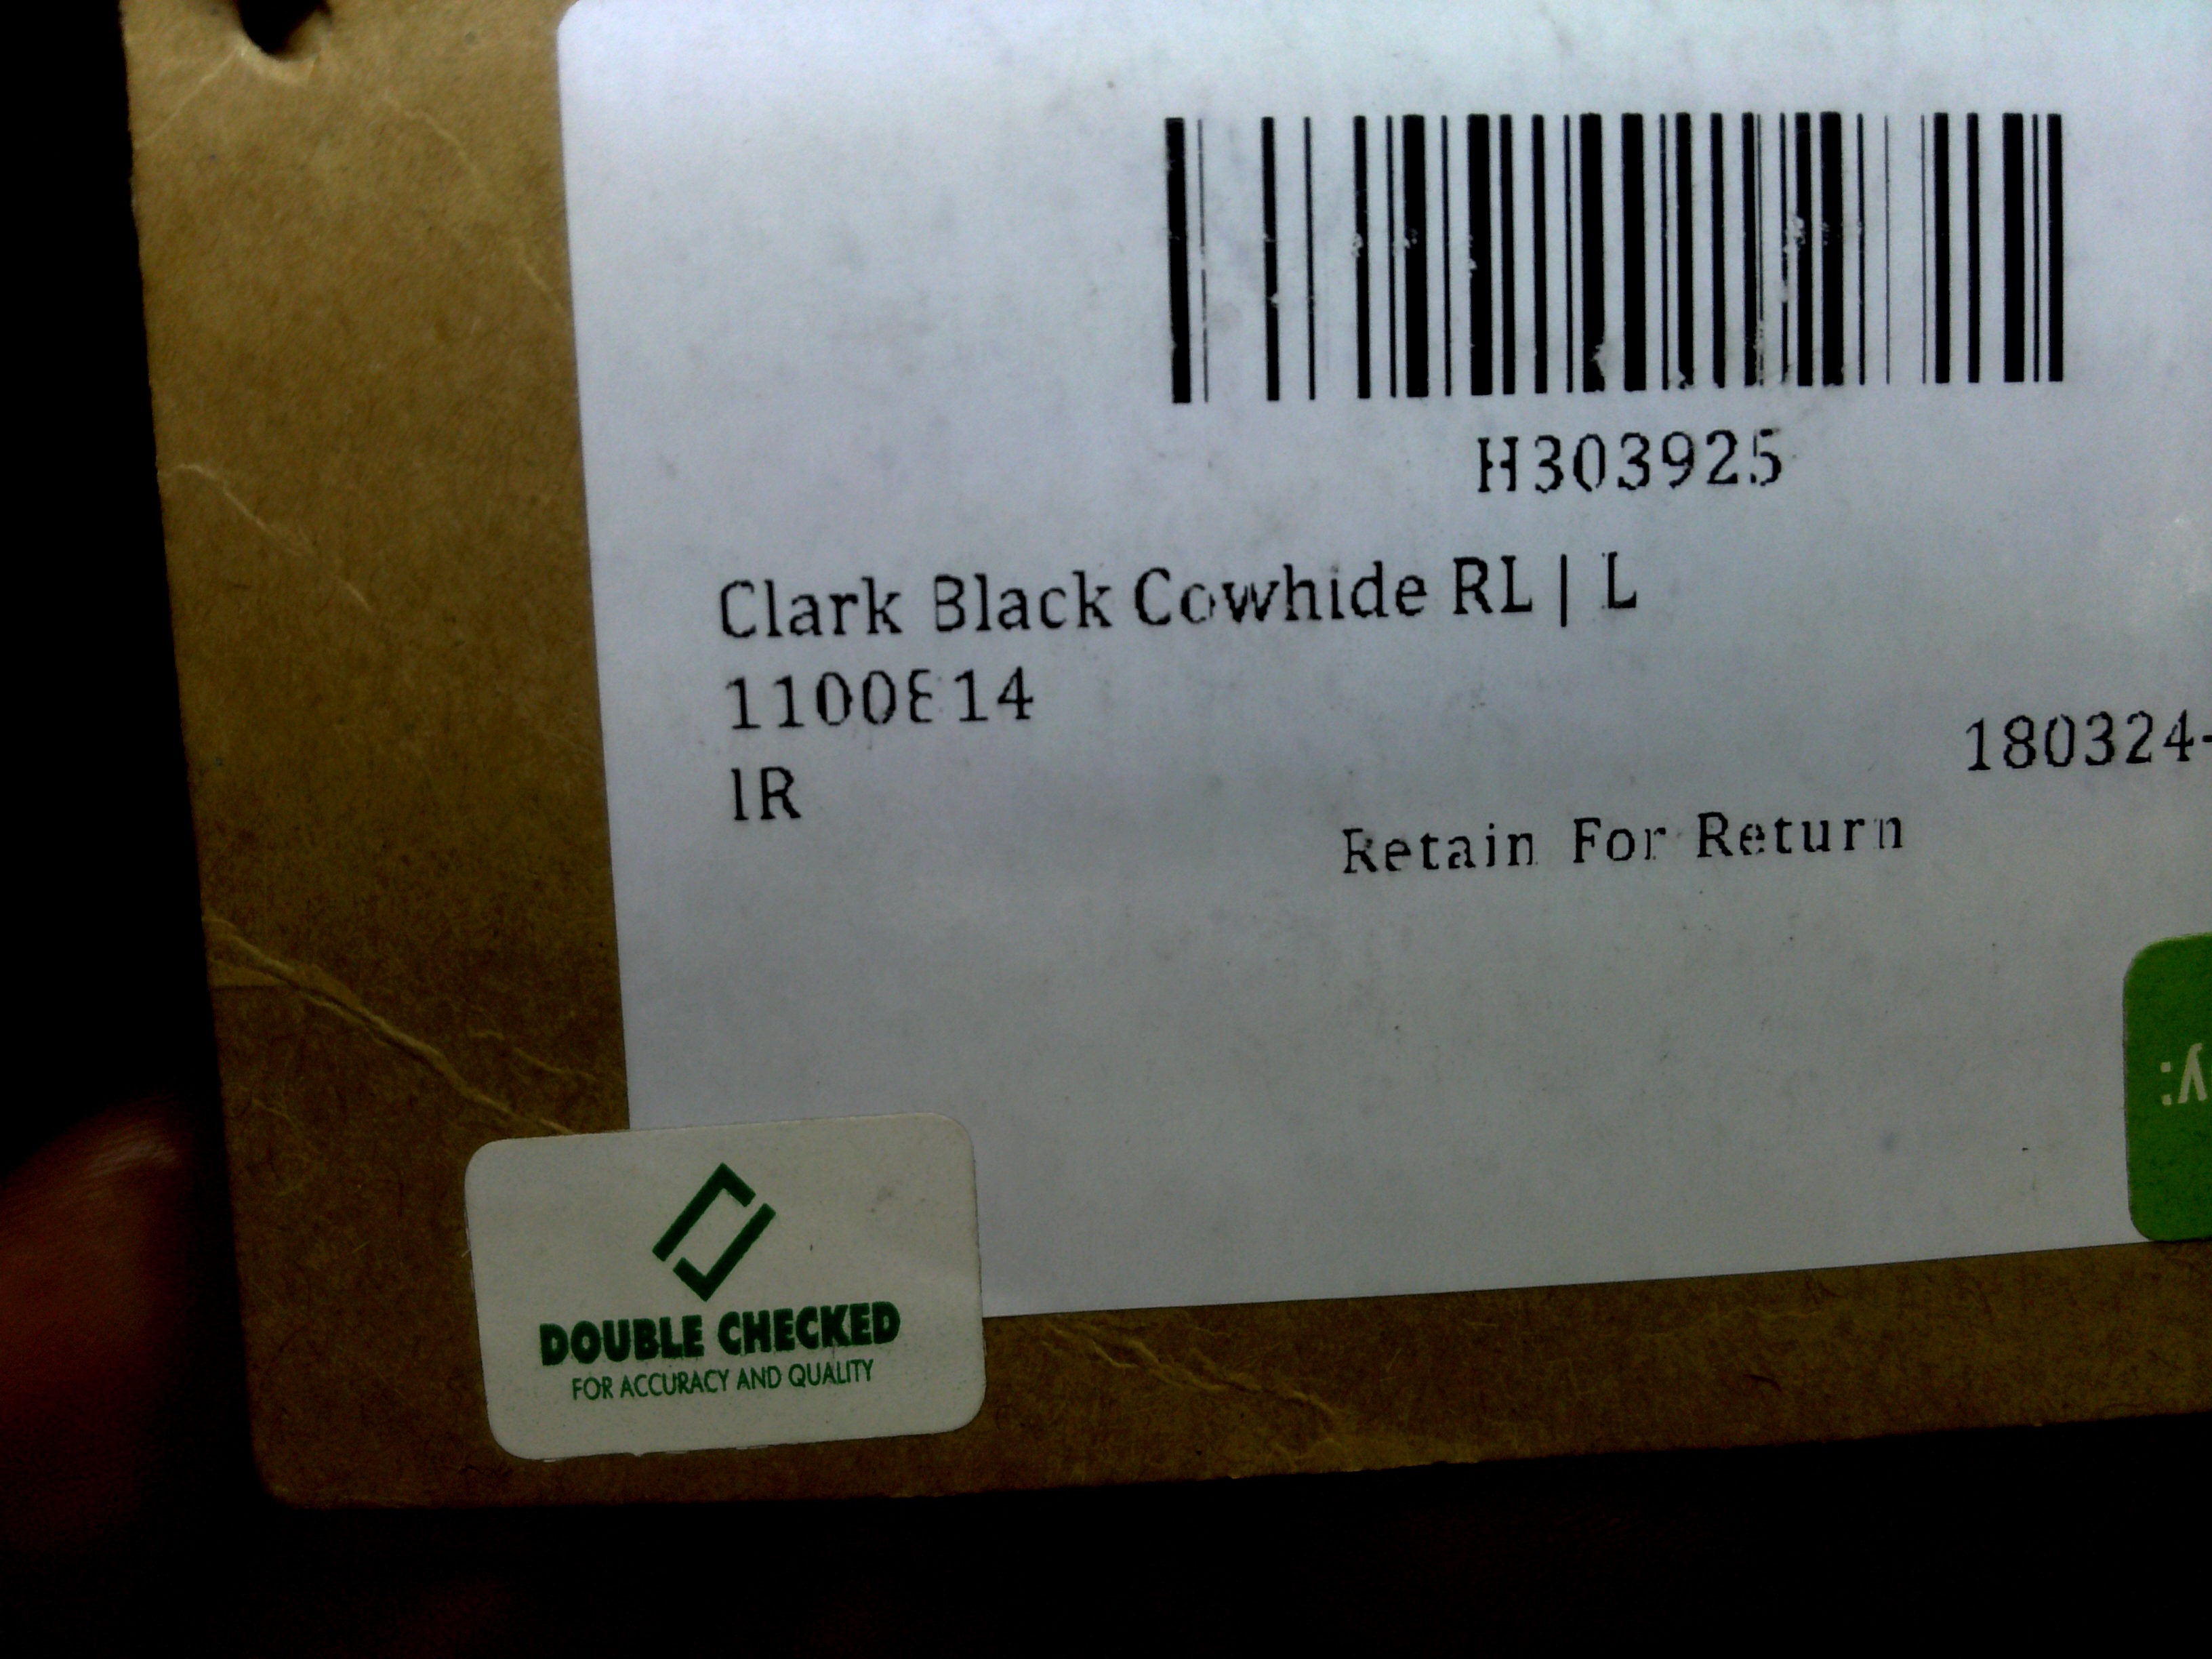 H303925
Clark Black Cowhide RL | L
1100814
1R
180324-
Retain For Return
DOUBLE CHECKED
FOR ACCURACY AND QUALITY
y: